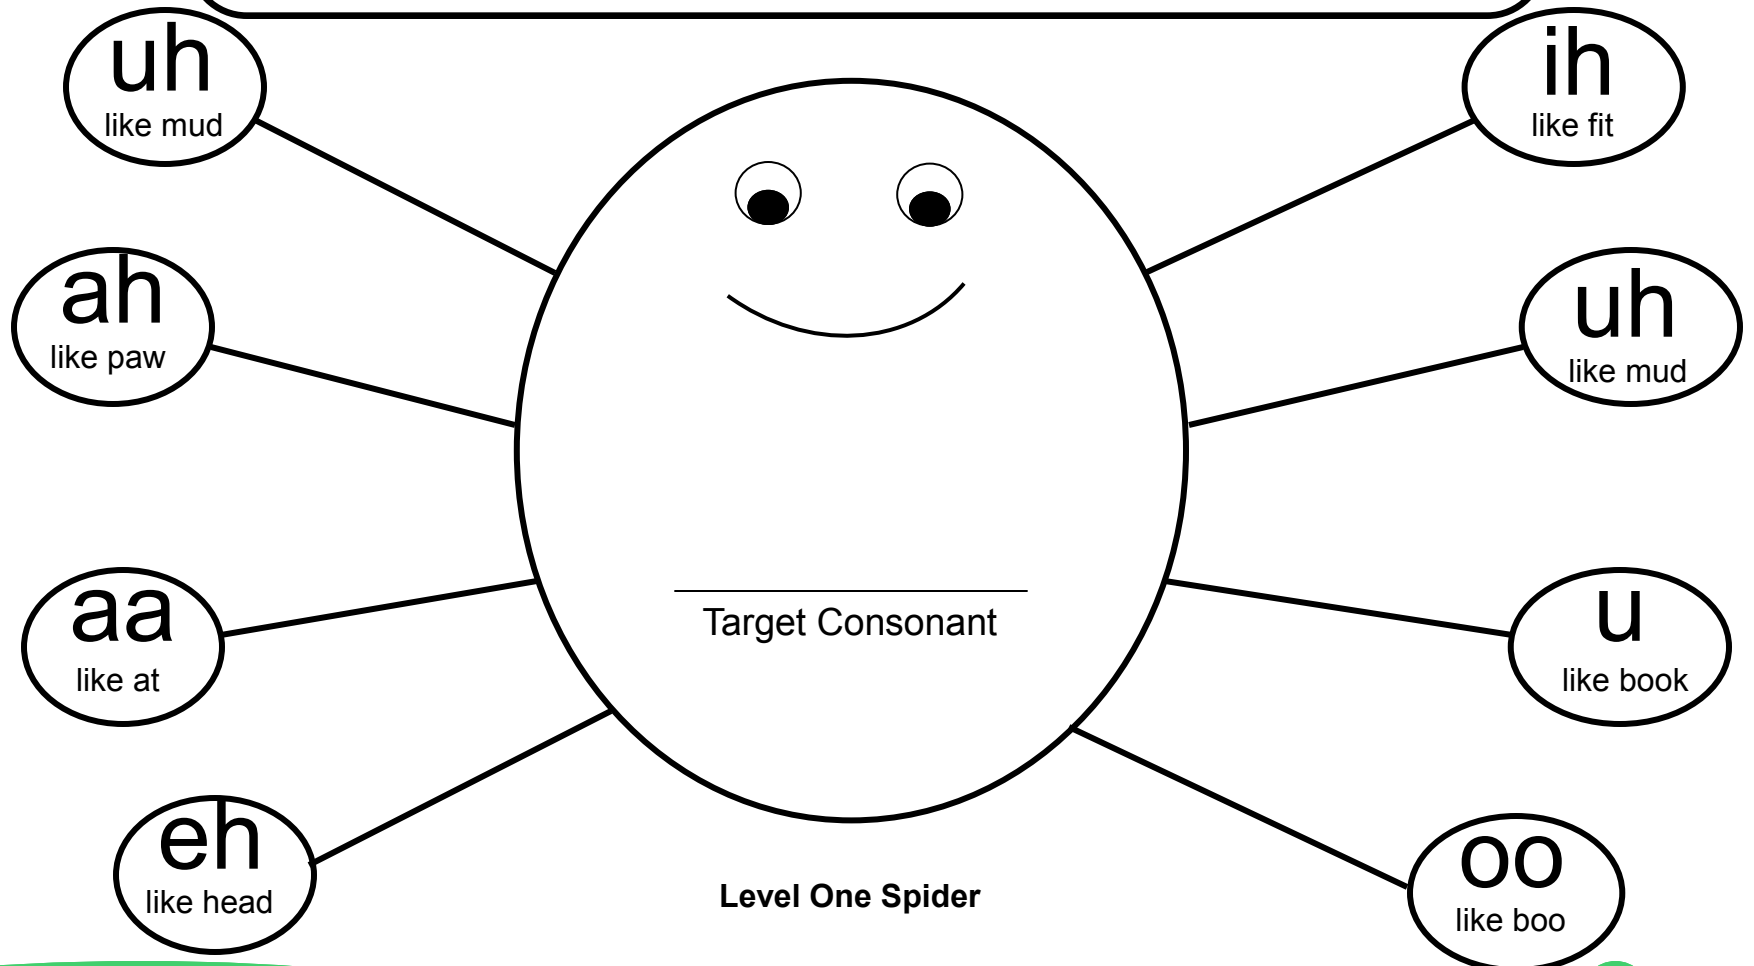 uh
like mud
ih
like fit
ah
like paw
uh
like mud
aa
like at
u
like book
Target Consonant
eh
like head
oo
like boo
Level One Spider